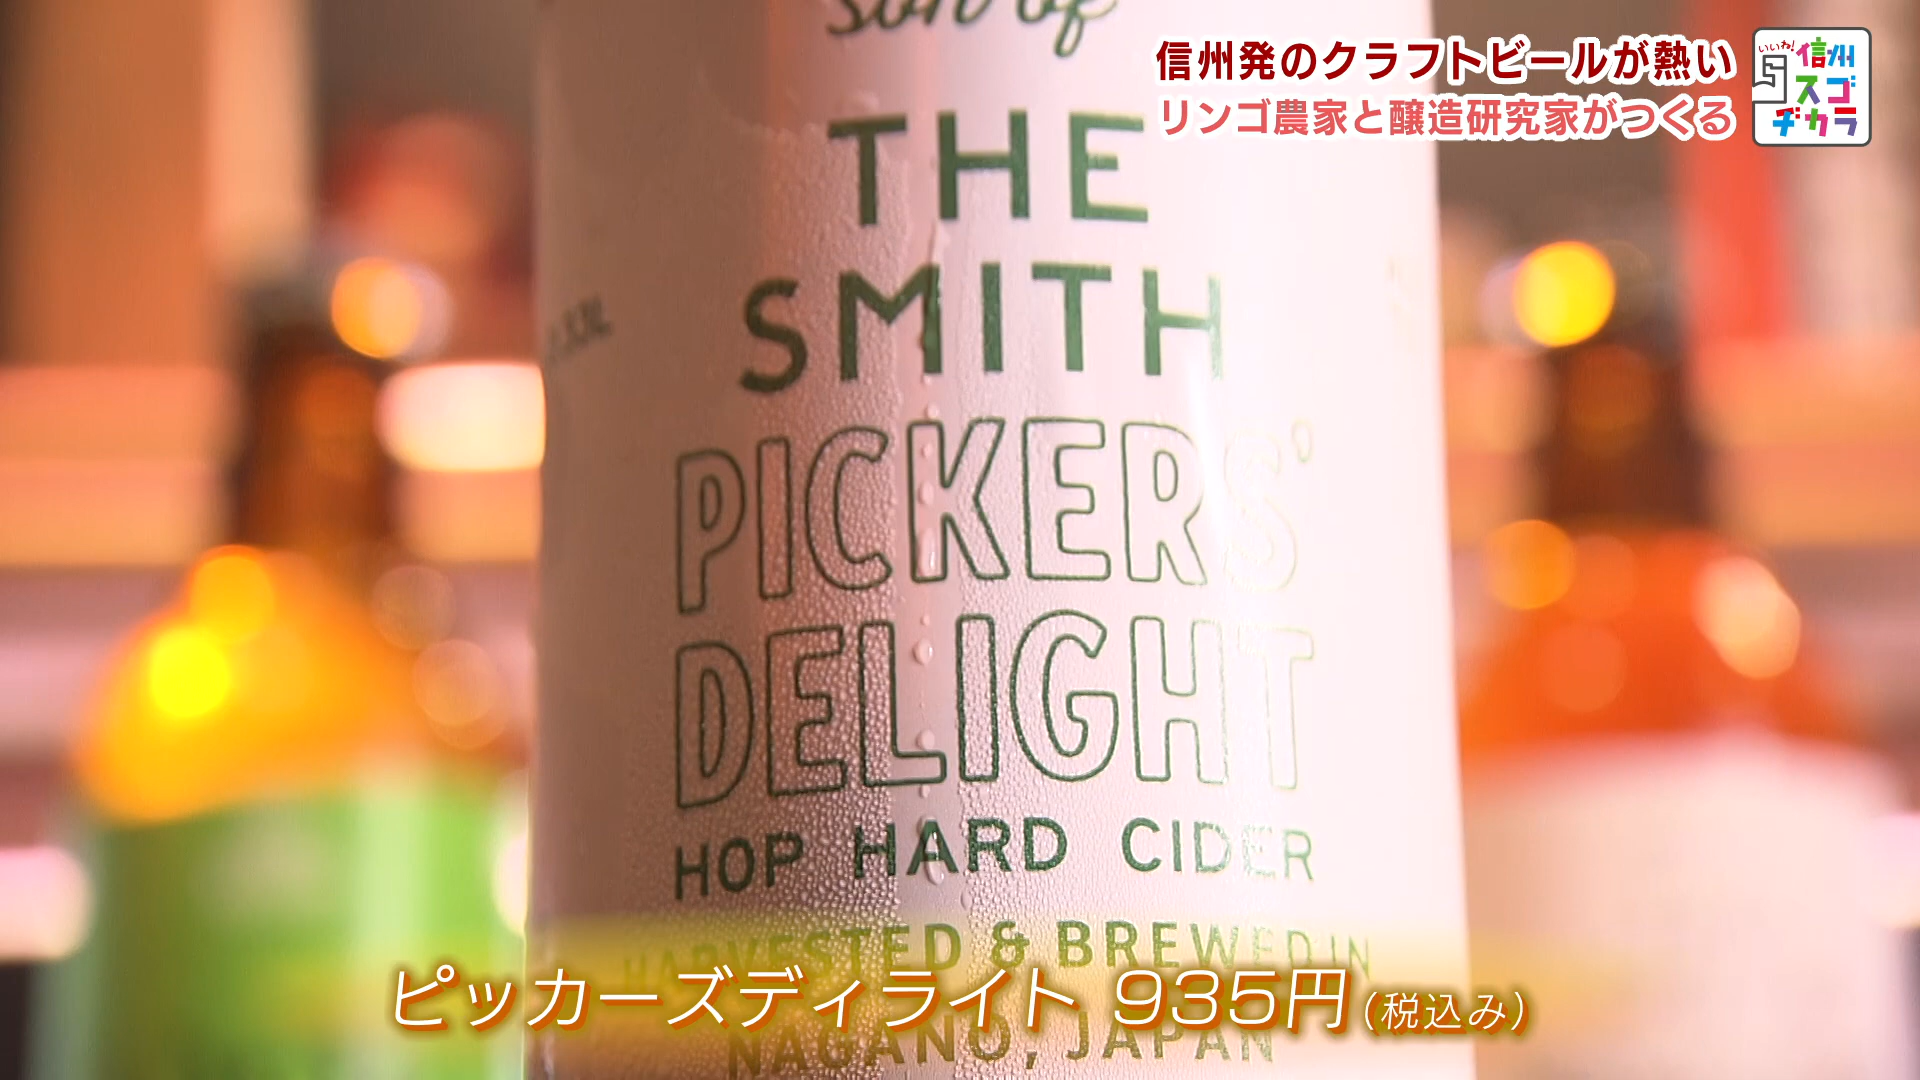 信州発のクラフトビールが熱い
リンゴ農家と醸造研究家がつくる
いいね!
信州
スゴ
ヂカラ
son of
THE
SMITH
PICKERS'
DELIGHT
HOP HARD CIDER
HARVESTED & BREWED IN
NAGANO, JAPAN
ピッカーズディライト 935円(税込み)